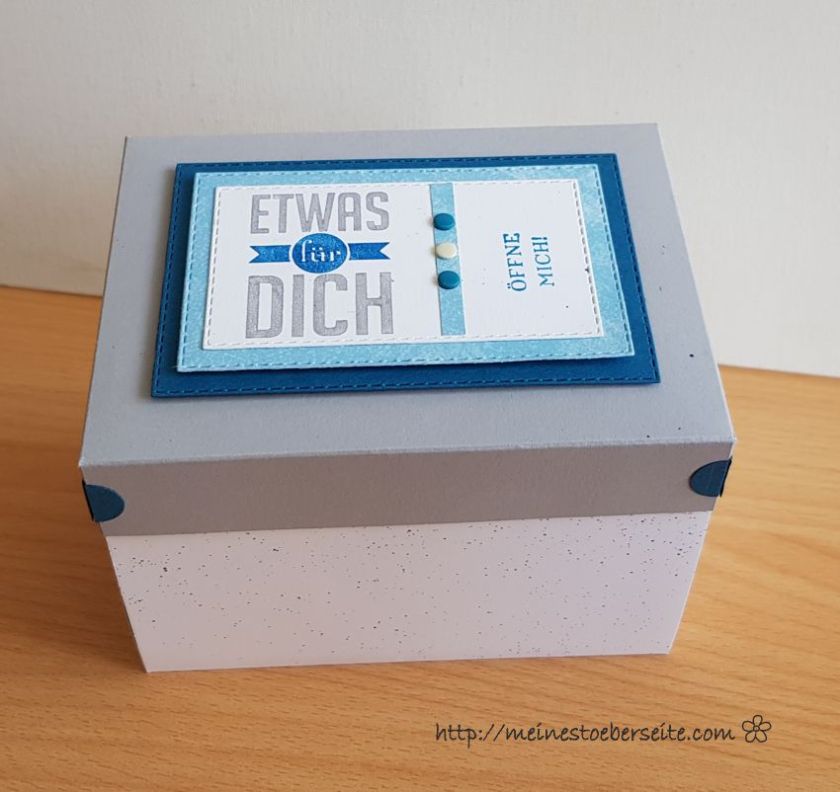 ETWAS
für
DICH
ÖFFNE
MICH!
http://meinestoeberseite.com